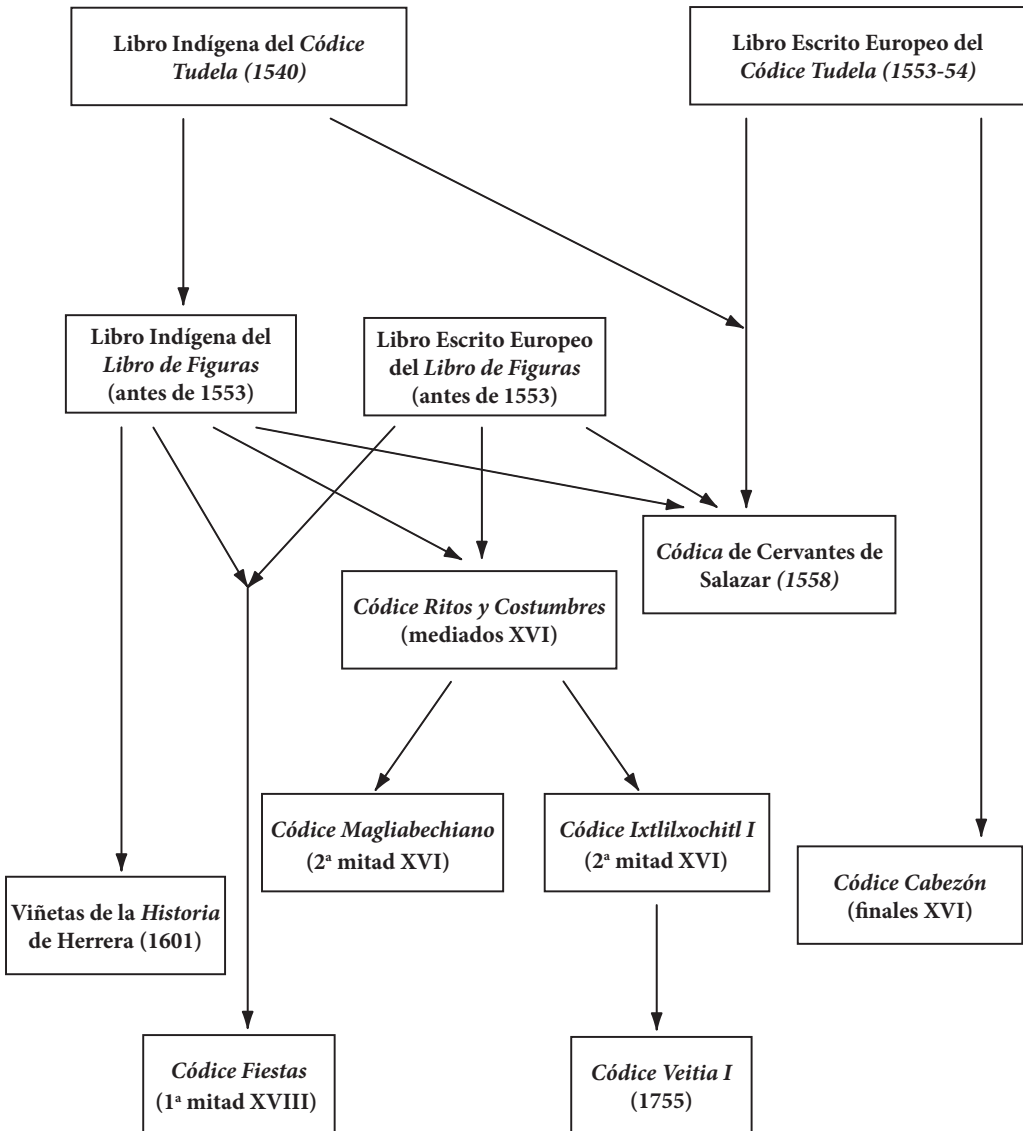 Libro Indígena del Códice
Tudela (1540)
Libro Escrito Europeo del
Códice Tudela (1553-54)
Libro Indígena del
Libro de Figuras
(antes de 1553)
Libro Escrito Europeo
del Libro de Figuras
(antes de 1553)
Códica de Cervantes de
Salazar (1558)
Códice Ritos y Costumbres
(mediados XVI)
Códice Magliabechiano
(2ª mitad XVI)
Códice Ixtlilxochitl I
(2ª mitad XVI)
Códice Cabezón
(finales XVI)
Viñetas de la Historia
de Herrera (1601)
Códice Fiestas
(1ª mitad XVIII)
Códice Veitia I
(1755)